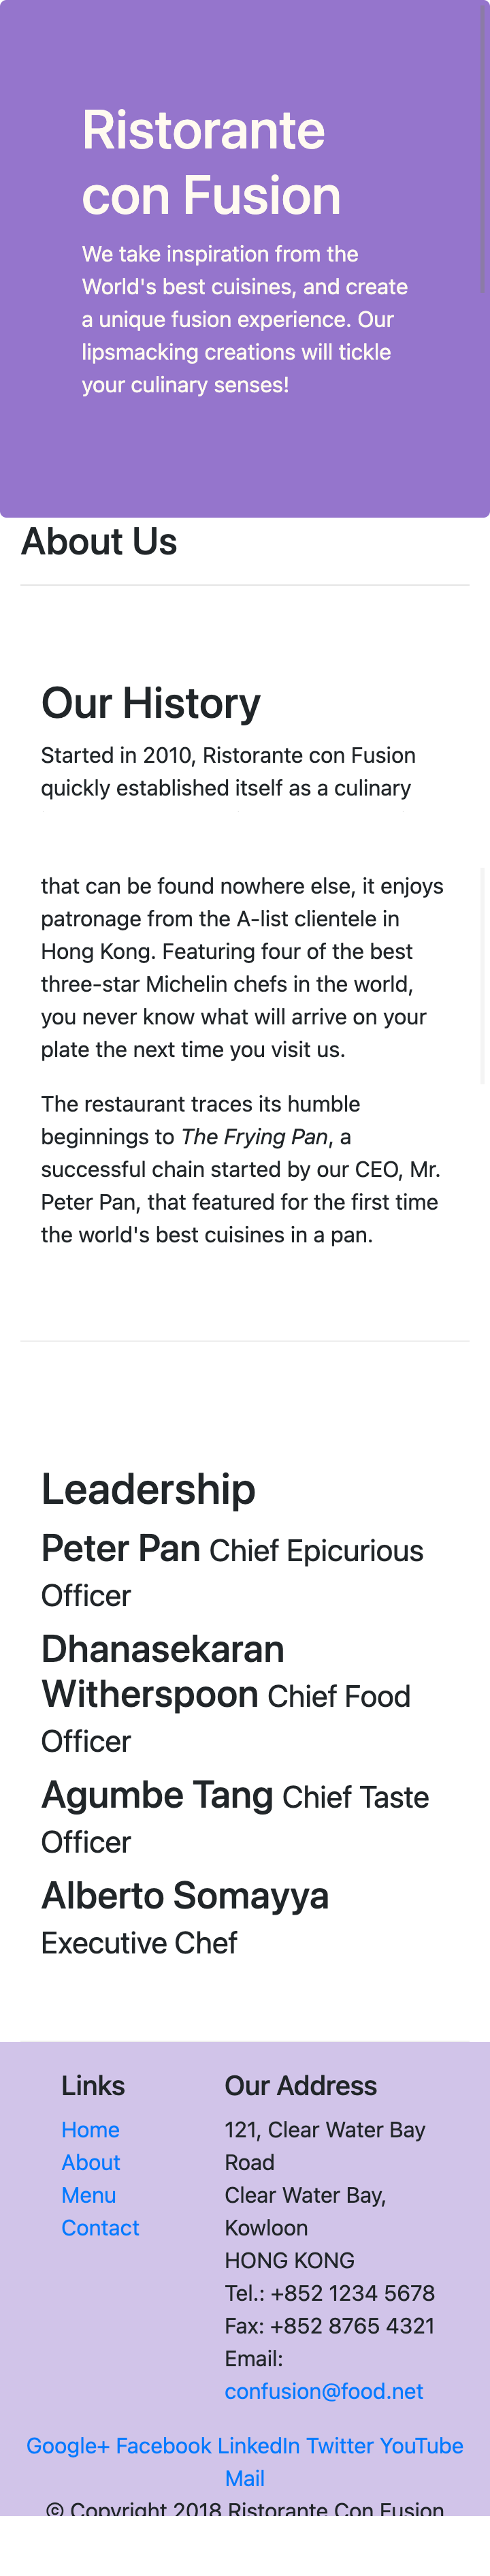 Ristorante
con Fusion
We take inspiration from the
World's best cuisines, and create
a unique fusion experience. Our
lipsmacking creations will tickle
your culinary senses!
About Us
Our History
Started in 2010, Ristorante con Fusion
quickly established itself as a culinary
that can be found nowhere else, it enjoys
patronage from the A-list clientele in
Hong Kong. Featuring four of the best
three-star Michelin chefs in the world,
you never know what will arrive on your
plate the next time you visit us.
The restaurant traces its humble
beginnings to The Frying Pan, a
successful chain started by our CEO, Mr.
Peter Pan, that featured for the first time
the world's best cuisines in a pan.
Leadership
Peter Pan Chief Epicurious
Officer
Dhanasekaran
Witherspoon Chief Food
Officer
Agumbe Tang Chief Taste
Officer
Alberto Somayya
Executive Chef
Links
Home
About
Menu
Contact
Our Address
121, Clear Water Bay
Road
Clear Water Bay,
Kowloon
HONG KONG
Tel.: +852 1234 5678
Fax: +852 8765 4321
Email:
confusion@food.net
Google+ Facebook LinkedIn Twitter YouTube
Mail
© Copyright 2018 Ristorante Con Fusion